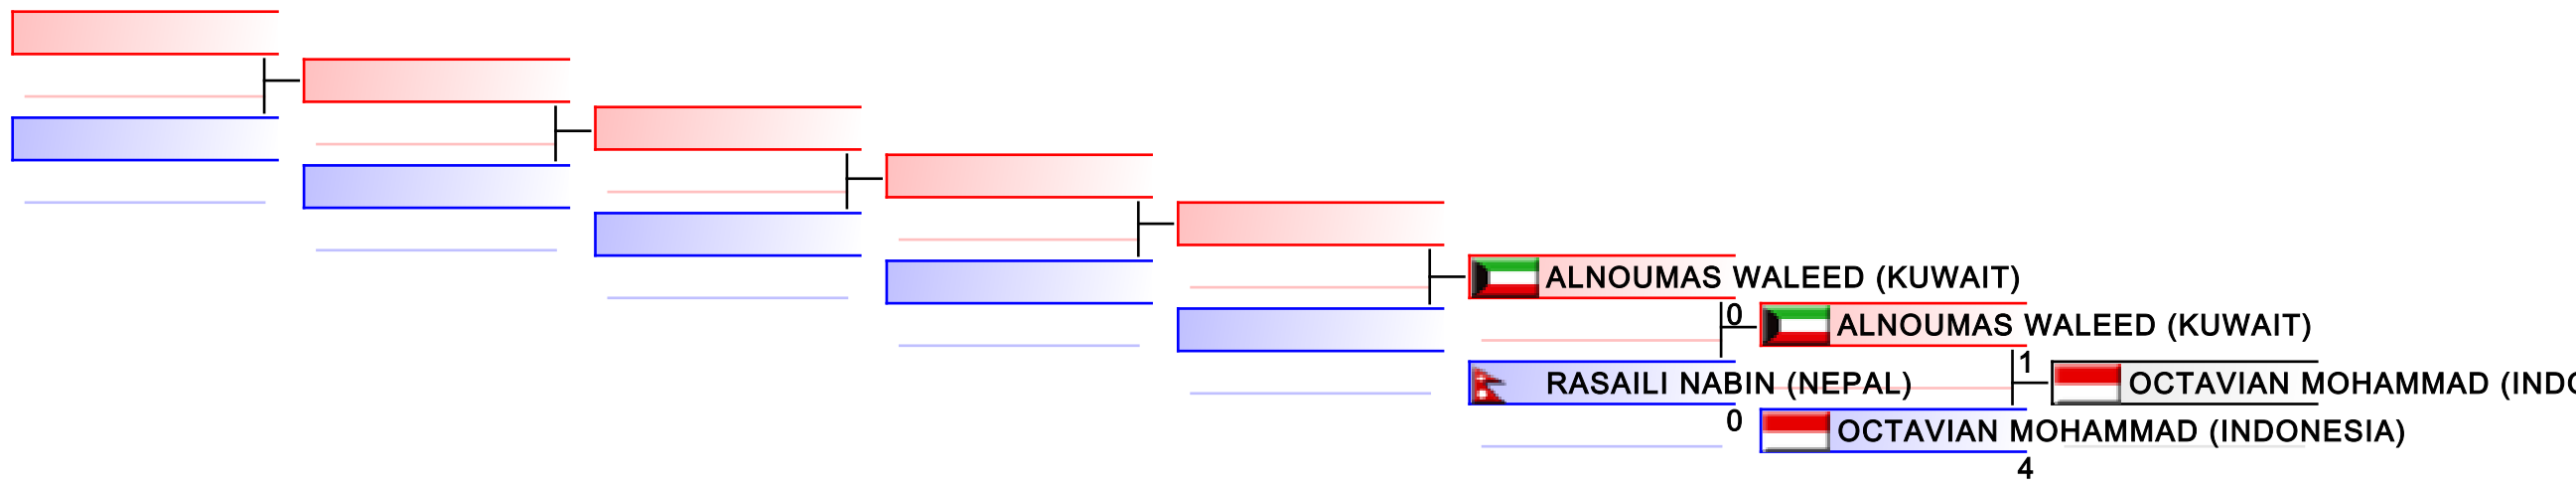 ALNOUMAS WALEED (KUWAIT)
0
ALNOUMAS WALEED (KUWAIT)
1
RASAILI NABIN (NEPAL)
OCTAVIAN MOHAMMAD (INDO
0
OCTAVIAN MOHAMMAD (INDONESIA)
4